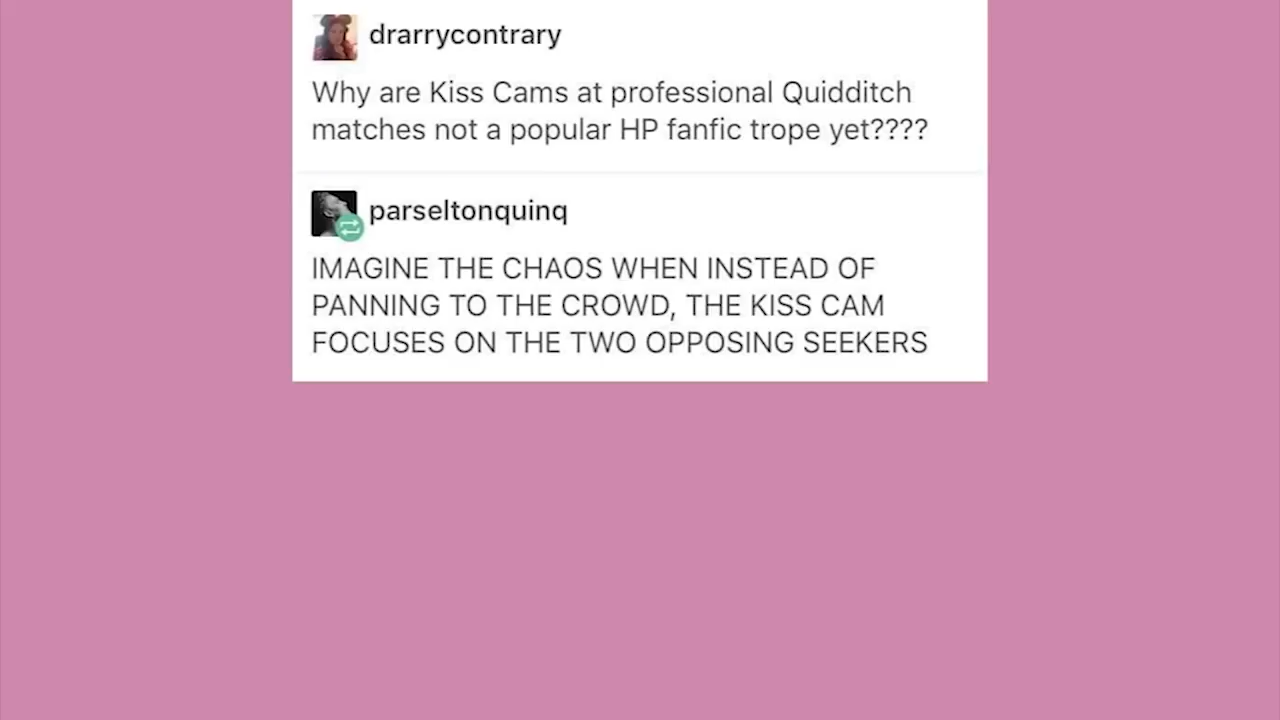 drarrycontrary
Why are Kiss Cams at professional Quidditch
matches not a popular HP fanfic trope yet????
parseltonquinq
IMAGINE THE CHAOS WHEN INSTEAD OF
PANNING TO THE CROWD, THE KISS CAM
FOCUSES ON THE TWO OPPOSING SEEKERS